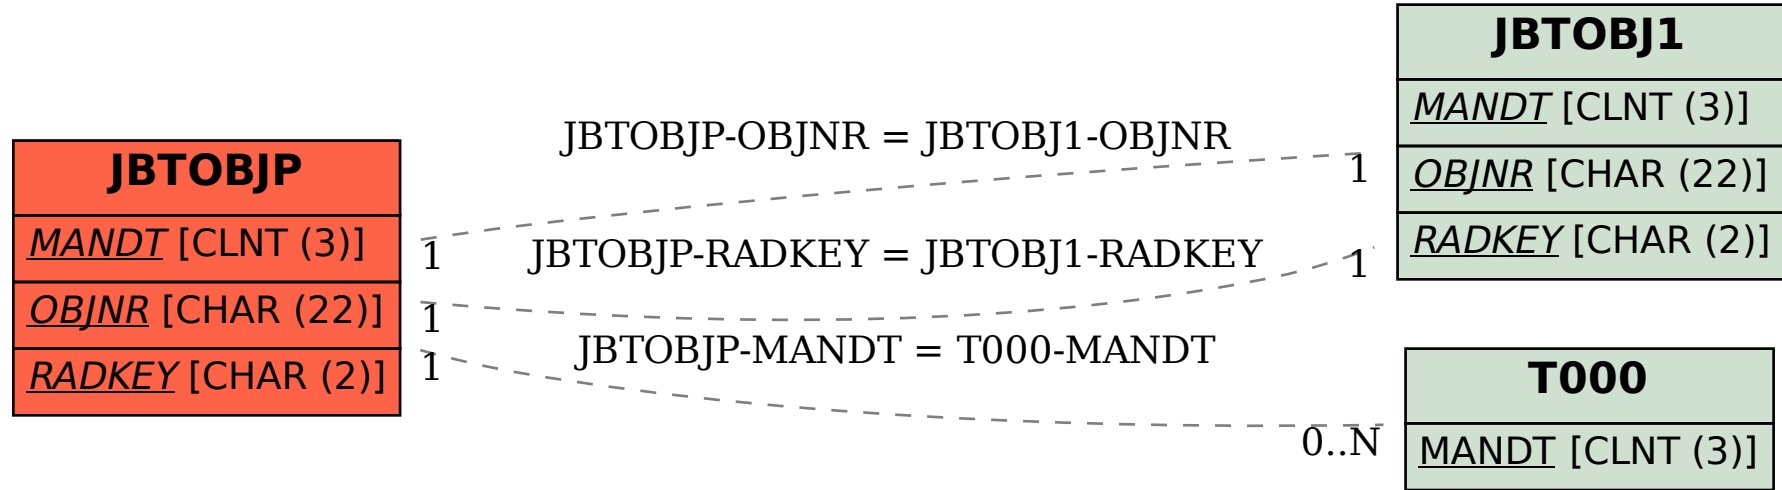 JBTOBJP
MANDT [CLNT (3)]
OBJNR [CHAR (22)]
RADKEY [CHAR (2)]
JBTOBJP-OBJNR = JBTOBJ1-OBJNR
1
1
JBTOBJP-RADKEY = JBTOBJ1-RADKEY
1
1
JBTOBJP-MANDT = T000-MANDT
1
0..N
JBTOBJ1
MANDT [CLNT (3)]
OBJNR [CHAR (22)]
RADKEY [CHAR (2)]
T000
MANDT [CLNT (3)]